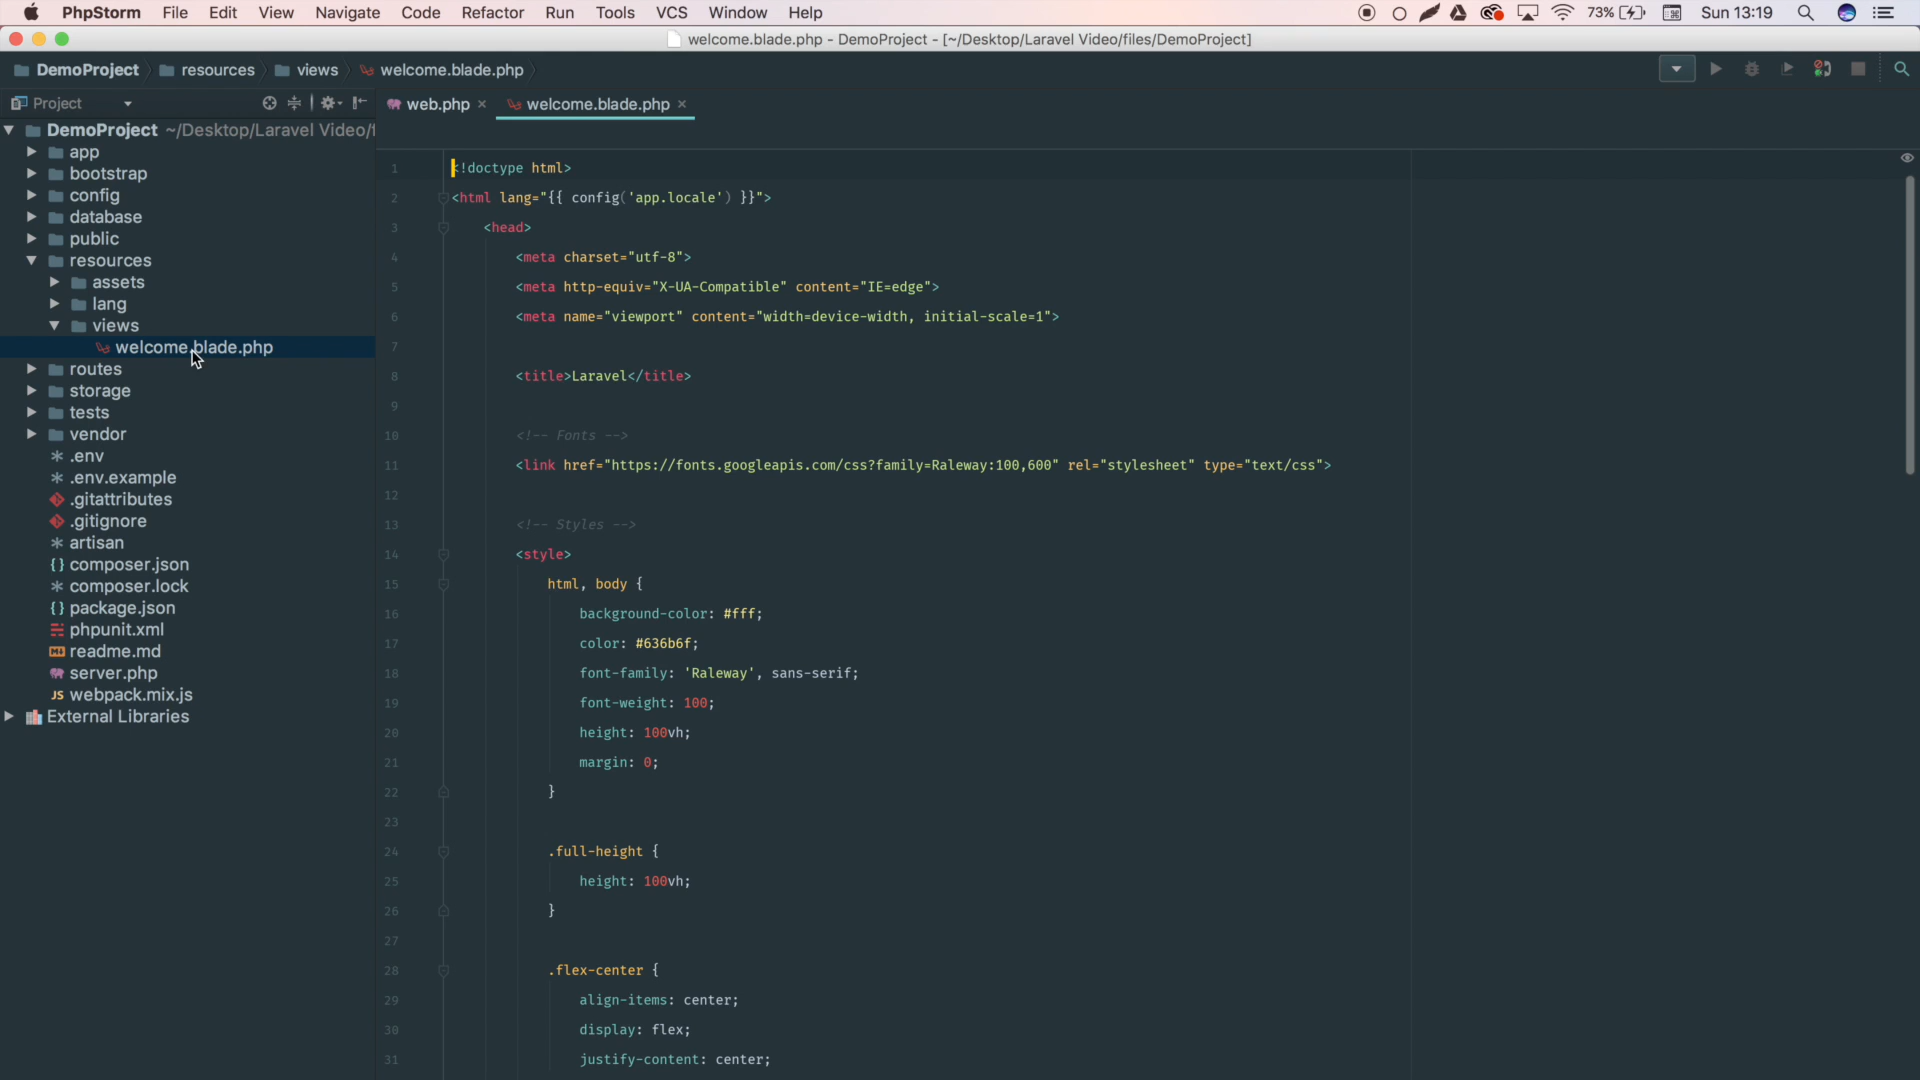 PhpStorm File Edit View Navigate Code Refactor Run Tools VCS Window Help 73% Sun 13:19
welcome.blade.php - DemoProject - [~/Desktop/Laravel Video/files/DemoProject]
DemoProject resources views welcome.blade.php
Project
web.php welcome.blade.php
DemoProject ~/Desktop/Laravel Video/f
app
bootstrap
config
database
public
resources
assets
lang
views
welcome.blade.php
routes
storage
tests
vendor
.env
.env.example
.gitattributes
.gitignore
artisan
composer.json
composer.lock
package.json
phpunit.xml
readme.md
server.php
JS webpack.mix.js
External Libraries
1 <!doctype html>
2 <html lang="{{ config('app.locale') }}">
3 <head>
4 <meta charset="utf-8">
5 <meta http-equiv="X-UA-Compatible" content="IE=edge">
6 <meta name="viewport" content="width=device-width, initial-scale=1">
7
8 <title>Laravel</title>
9
10 <!-- Fonts -->
11 <link href="https://fonts.googleapis.com/css?family=Raleway:100,600" rel="stylesheet" type="text/css">
12
13 <!-- Styles -->
14 <style>
15 html, body {
16 background-color: #fff;
17 color: #636b6f;
18 font-family: 'Raleway', sans-serif;
19 font-weight: 100;
20 height: 100vh;
21 margin: 0;
22 }
23
24 .full-height {
25 height: 100vh;
26 }
27
28 .flex-center {
29 align-items: center;
30 display: flex;
31 justify-content: center;